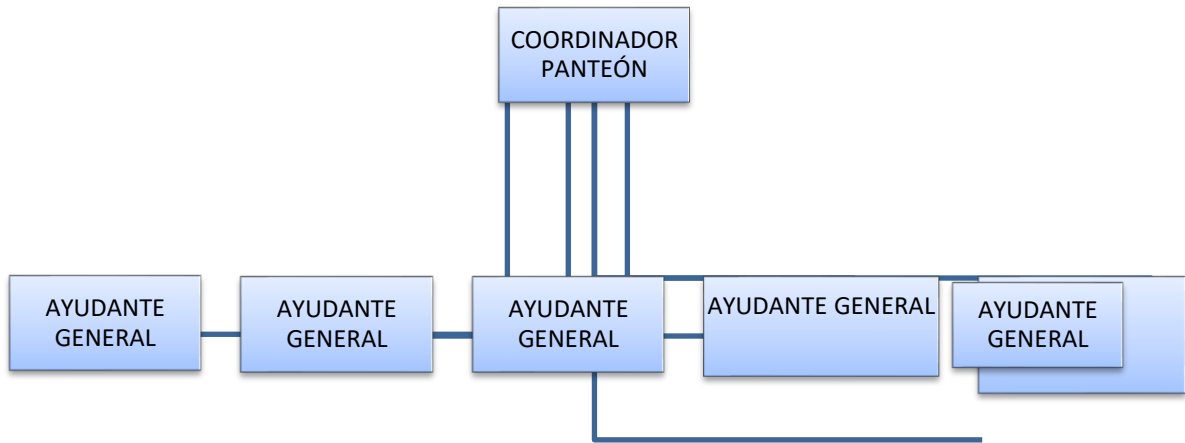 COORDINADOR
PANTEÓN
AYUDANTE
GENERAL
AYUDANTE
GENERAL
AYUDANTE
GENERAL
AYUDANTE GENERAL
AYUDANTE
GENERAL